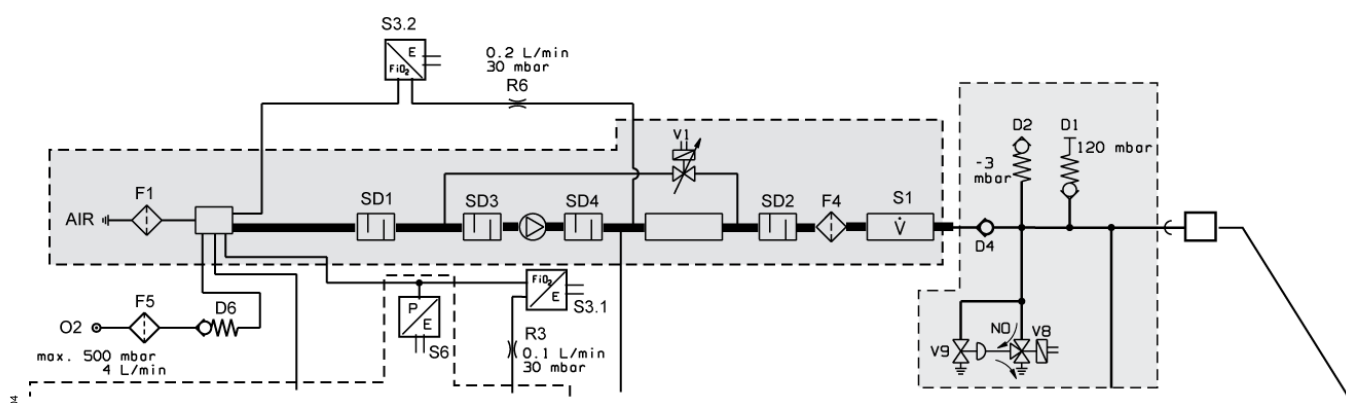 S3.2
E
FiO2
0.2 L/min
30 mbar
R6
D2
D1
V1
-3
mbar
120 mbar
F1
SD1
SD3
SD4
SD2
F4
S1
AIR
V̇
D4
F5
D6
FiO2
E
S3.1
P
E
S6
R3
0.1 L/min
30 mbar
O2
max. 500 mbar
4 L/min
NO
V8
V9